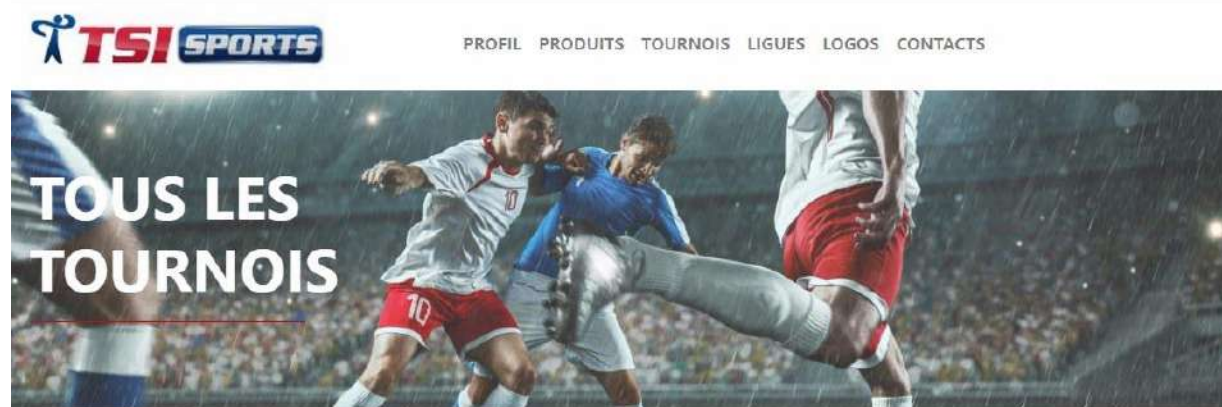 TSI SPORTS
PROFIL PRODUITS TOURNOIS LIGUES LOGOS CONTACTS
TOUS LES
TOURNOIS
10
10